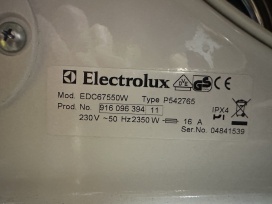 Electrolux
Mod. EDC67550W Type P542765
Prod. No. 916 096 394 11
IPX4
230 V ~50 Hz 2350 W 16 A
Ser.No. 04841539